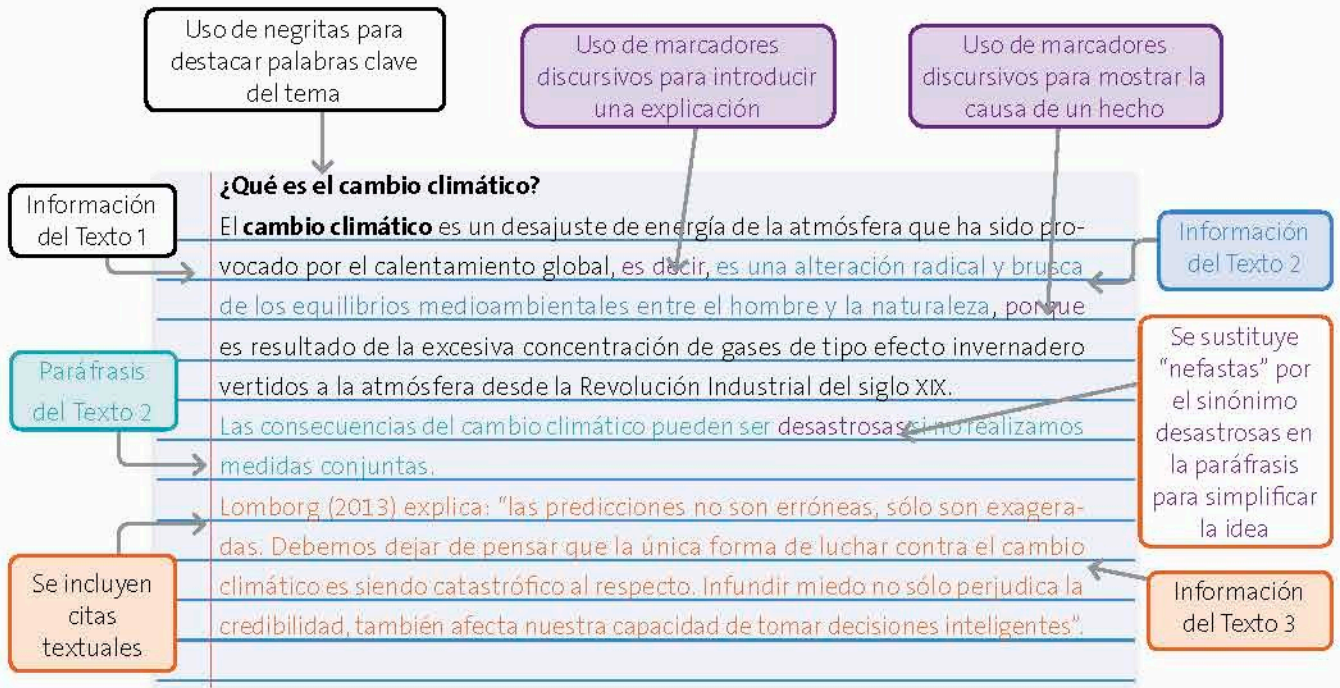 Uso de negritas para
destacar palabras clave
del tema
Uso de marcadores
discursivos para introducir
una explicación
Uso de marcadores
discursivos para mostrar la
causa de un hecho
Información
del Texto 1
¿Qué es el cambio climático?
El cambio climático es un desajuste de energía de la atmósfera que ha sido pro-
vocado por el calentamiento global, es decir, es una alteración radical y brusca
de los equilibrios medioambientales entre el hombre y la naturaleza, porque
es resultado de la excesiva concentración de gases de tipo efecto invernadero
vertidos a la atmósfera desde la Revolución Industrial del siglo XIX.
Las consecuencias del cambio climático pueden ser desastrosas si no realizamos
medidas conjuntas.
Lomborg (2013) explica: “las predicciones no son erróneas, sólo son exagera-
das. Debemos dejar de pensar que la única forma de luchar contra el cambio
climático es siendo catastrófico al respecto. Infundir miedo no sólo perjudica la
credibilidad, también afecta nuestra capacidad de tomar decisiones inteligentes”.
Información
del Texto 2
Paráfrasis
del Texto 2
Se sustituye
“nefastas” por
el sinónimo
desastrosas en
la paráfrasis
para simplificar
la idea
Se incluyen
citas
textuales
Información
del Texto 3